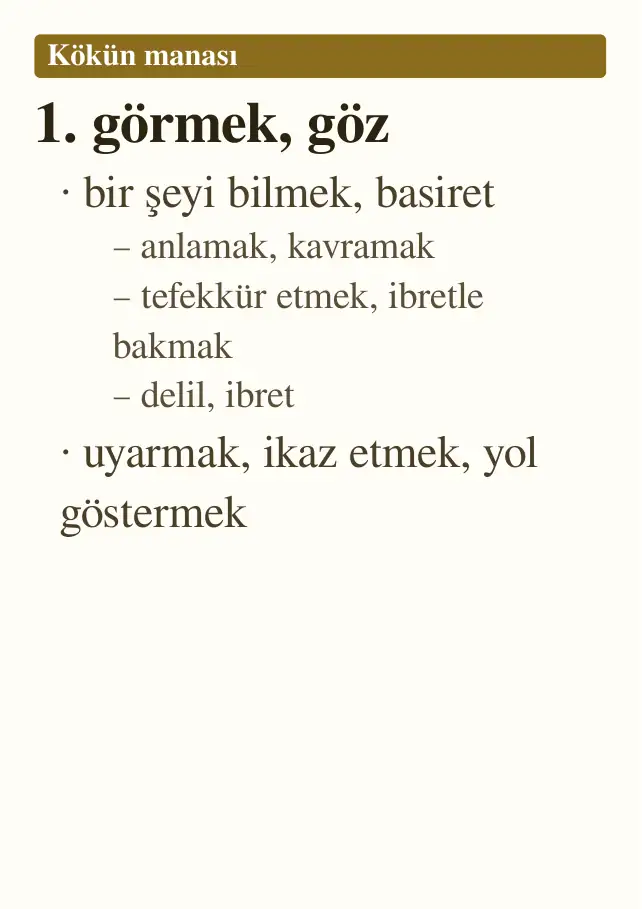 Kökün manası
1. görmek, göz
· bir şeyi bilmek, basiret
– anlamak, kavramak
– tefekkür etmek, ibretle
bakmak
– delil, ibret
· uyarmak, ikaz etmek, yol
göstermek